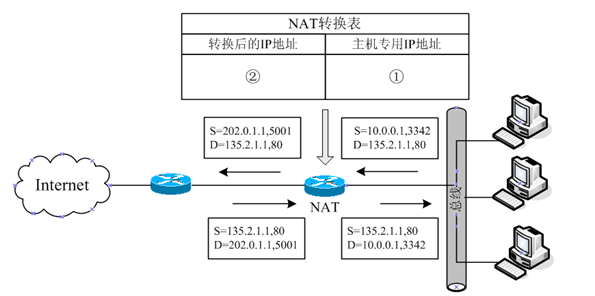 NAT转换表
转换后的IP地址 主机专用IP地址
② ①
S=202.0.1.1,5001
D=135.2.1.1,80
S=10.0.0.1,3342
D=135.2.1.1,80
Internet
NAT
总线
S=135.2.1.1,80
D=202.0.1.1,5001
S=135.2.1.1,80
D=10.0.0.1,3342